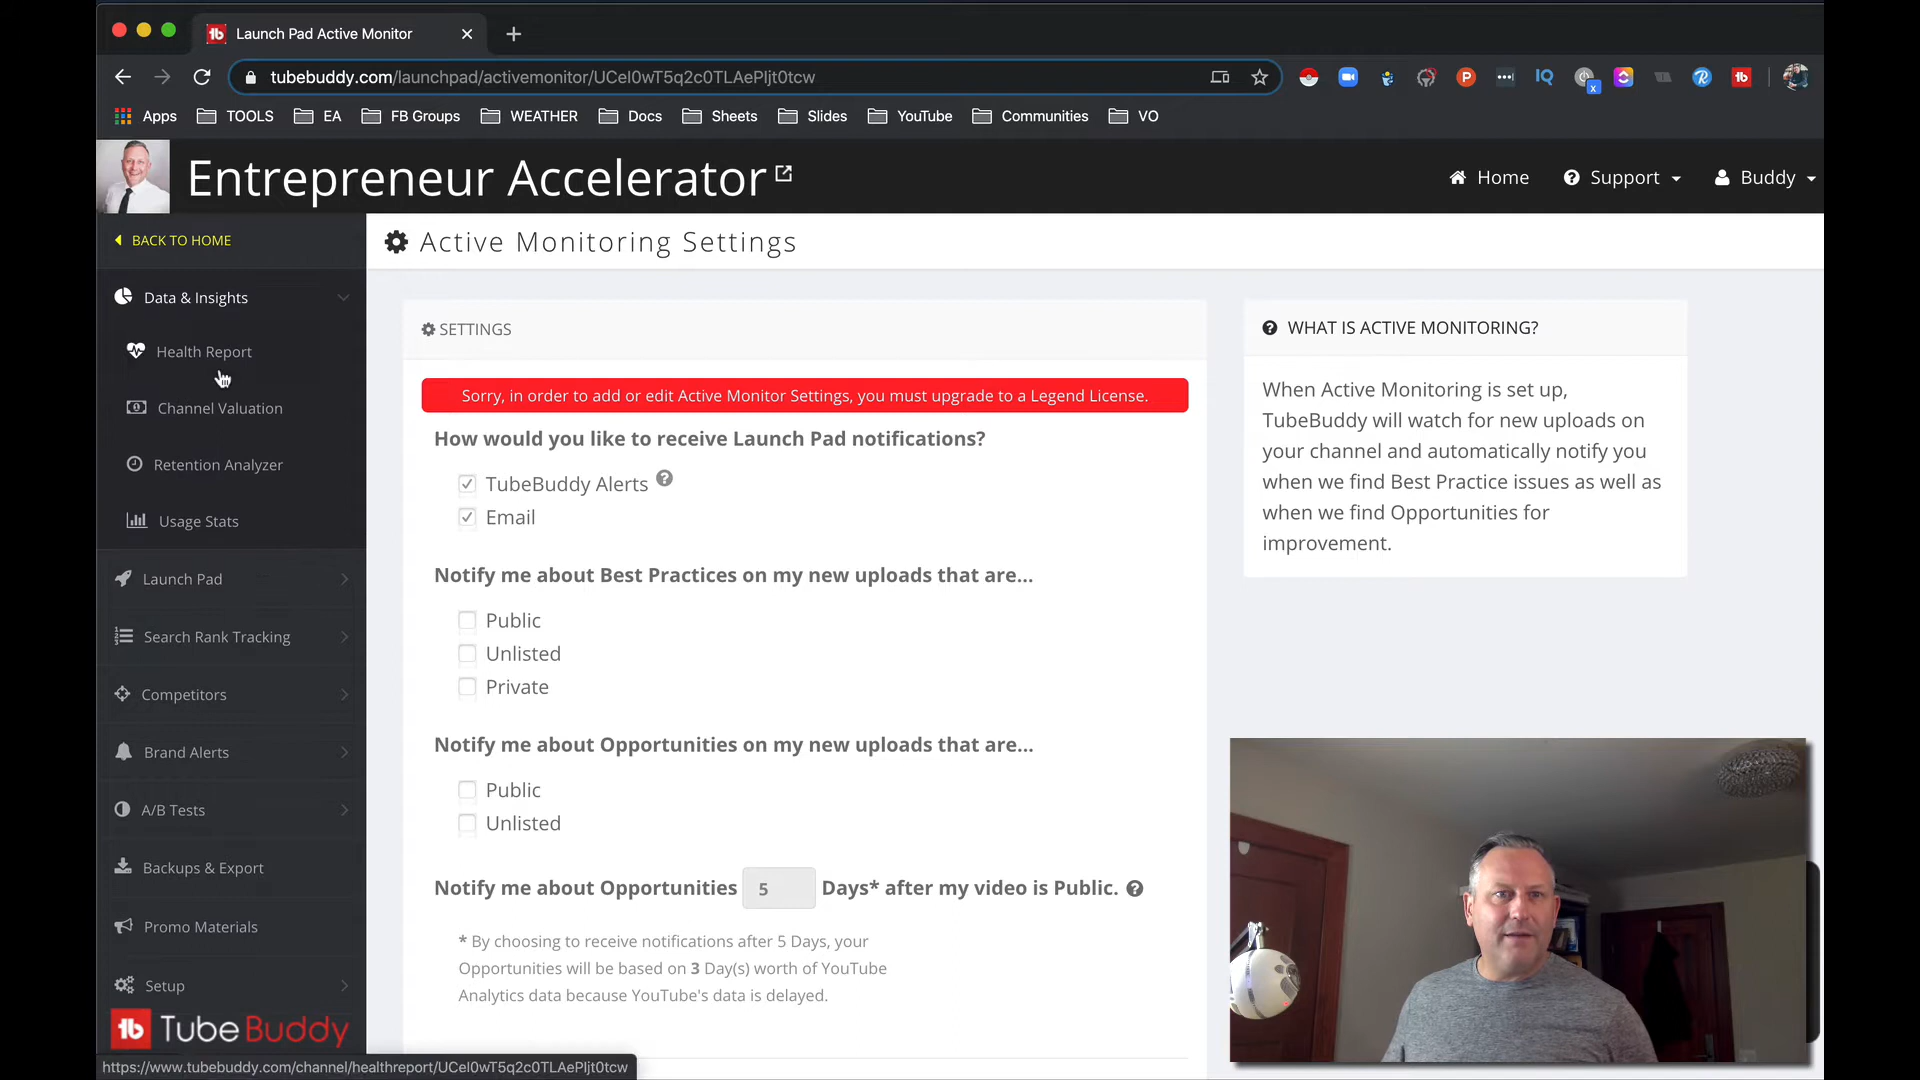 Launch Pad Active Monitor
tubebuddy.com/launchpad/activemonitor/UCel0wT5q2c0TLAePIjt0tcw
Apps TOOLS EA FB Groups WEATHER Docs Sheets Slides YouTube Communities VO
Entrepreneur Accelerator
Home Support Buddy
BACK TO HOME
Data & Insights
Health Report
Channel Valuation
Retention Analyzer
Usage Stats
Launch Pad
Search Rank Tracking
Competitors
Brand Alerts
A/B Tests
Backups & Export
Promo Materials
Setup
TubeBuddy
https://www.tubebuddy.com/channel/healthreport/UCel0wT5q2c0TLAePIjt0tcw
Active Monitoring Settings
SETTINGS
Sorry, in order to add or edit Active Monitor Settings, you must upgrade to a Legend License.
How would you like to receive Launch Pad notifications?
TubeBuddy Alerts
Email
Notify me about Best Practices on my new uploads that are...
Public
Unlisted
Private
Notify me about Opportunities on my new uploads that are...
Public
Unlisted
Notify me about Opportunities 5 Days* after my video is Public.
* By choosing to receive notifications after 5 Days, your
Opportunities will be based on 3 Day(s) worth of YouTube
Analytics data because YouTube's data is delayed.
WHAT IS ACTIVE MONITORING?
When Active Monitoring is set up,
TubeBuddy will watch for new uploads on
your channel and automatically notify you
when we find Best Practice issues as well as
when we find Opportunities for
improvement.